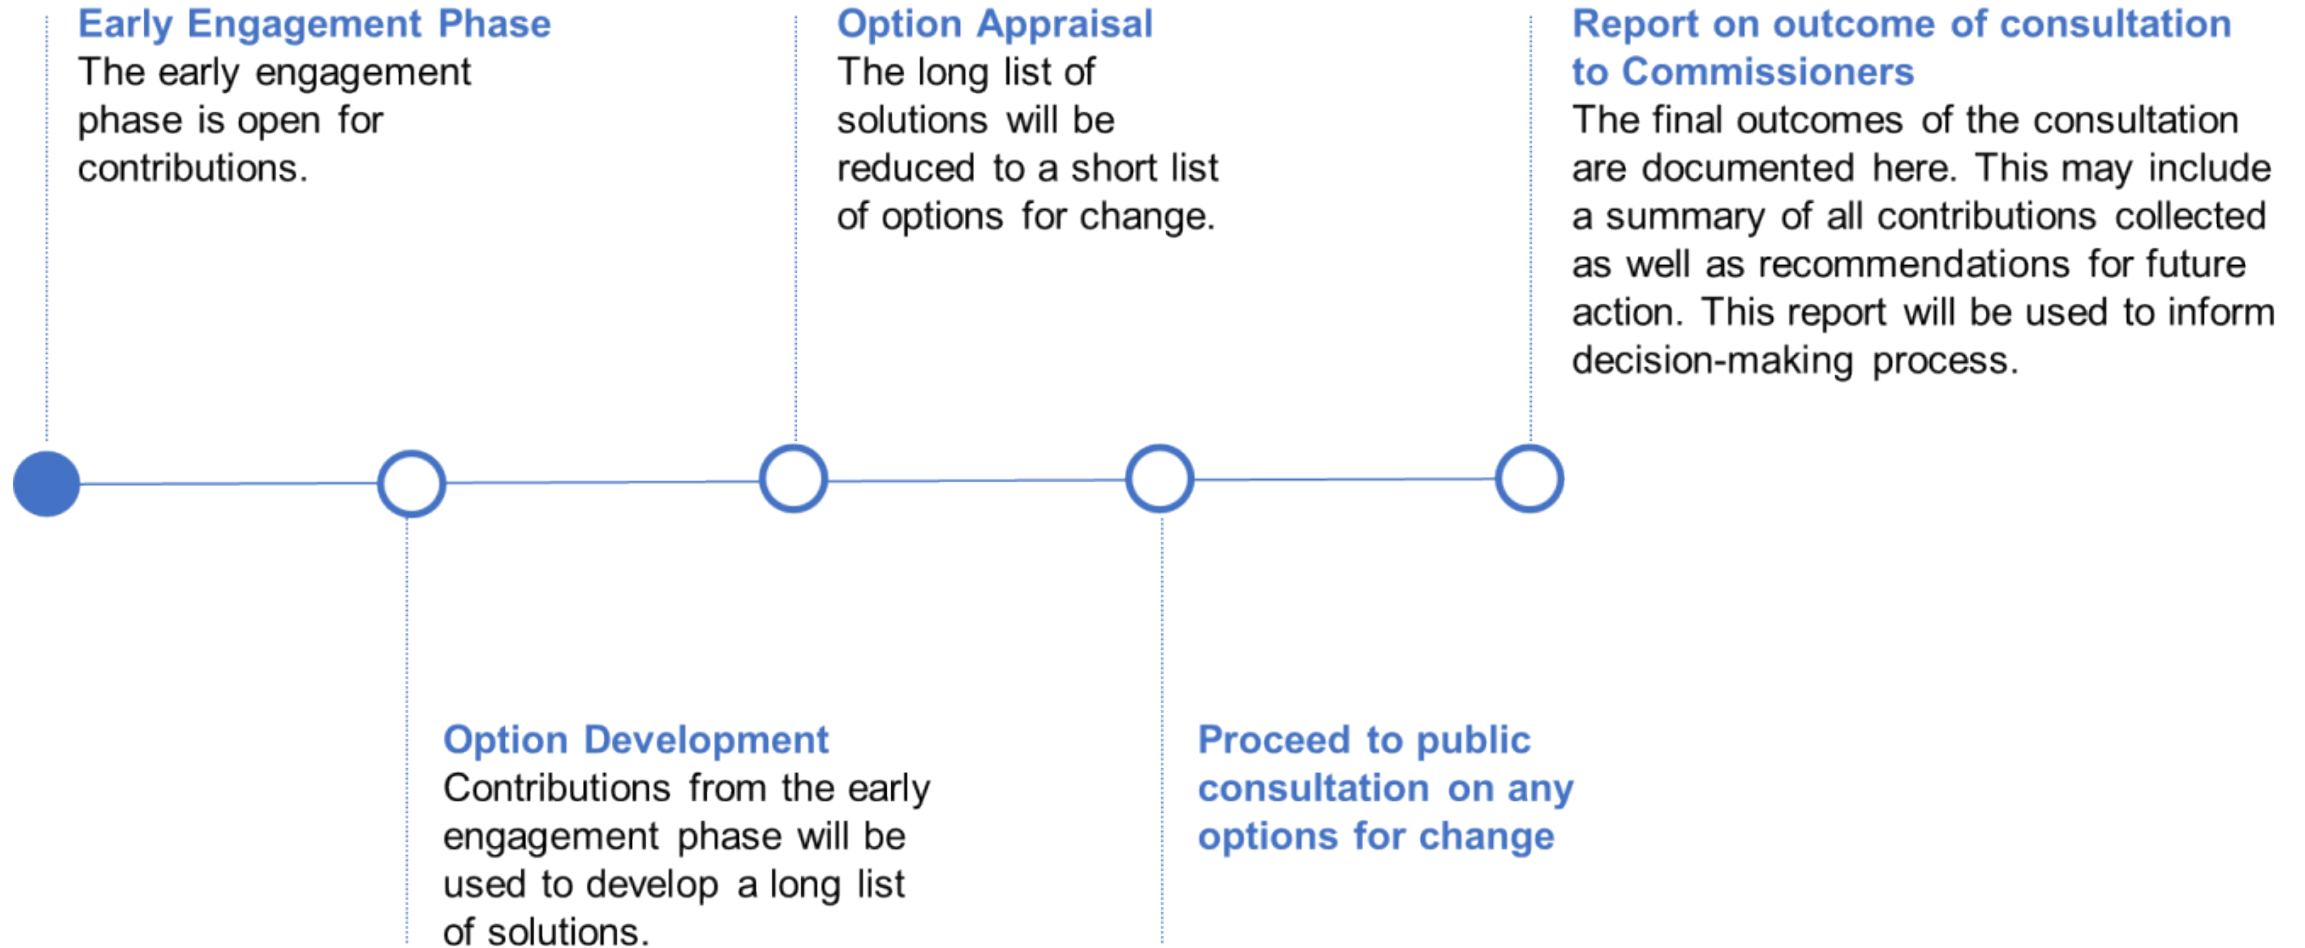 Early Engagement Phase
The early engagement
phase is open for
contributions.
Option Development
Contributions from the early
engagement phase will be
used to develop a long list
of solutions.
Option Appraisal
The long list of
solutions will be
reduced to a short list
of options for change.
Proceed to public
consultation on any
options for change
Report on outcome of consultation
to Commissioners
The final outcomes of the consultation
are documented here. This may include
a summary of all contributions collected
as well as recommendations for future
action. This report will be used to inform
decision-making process.